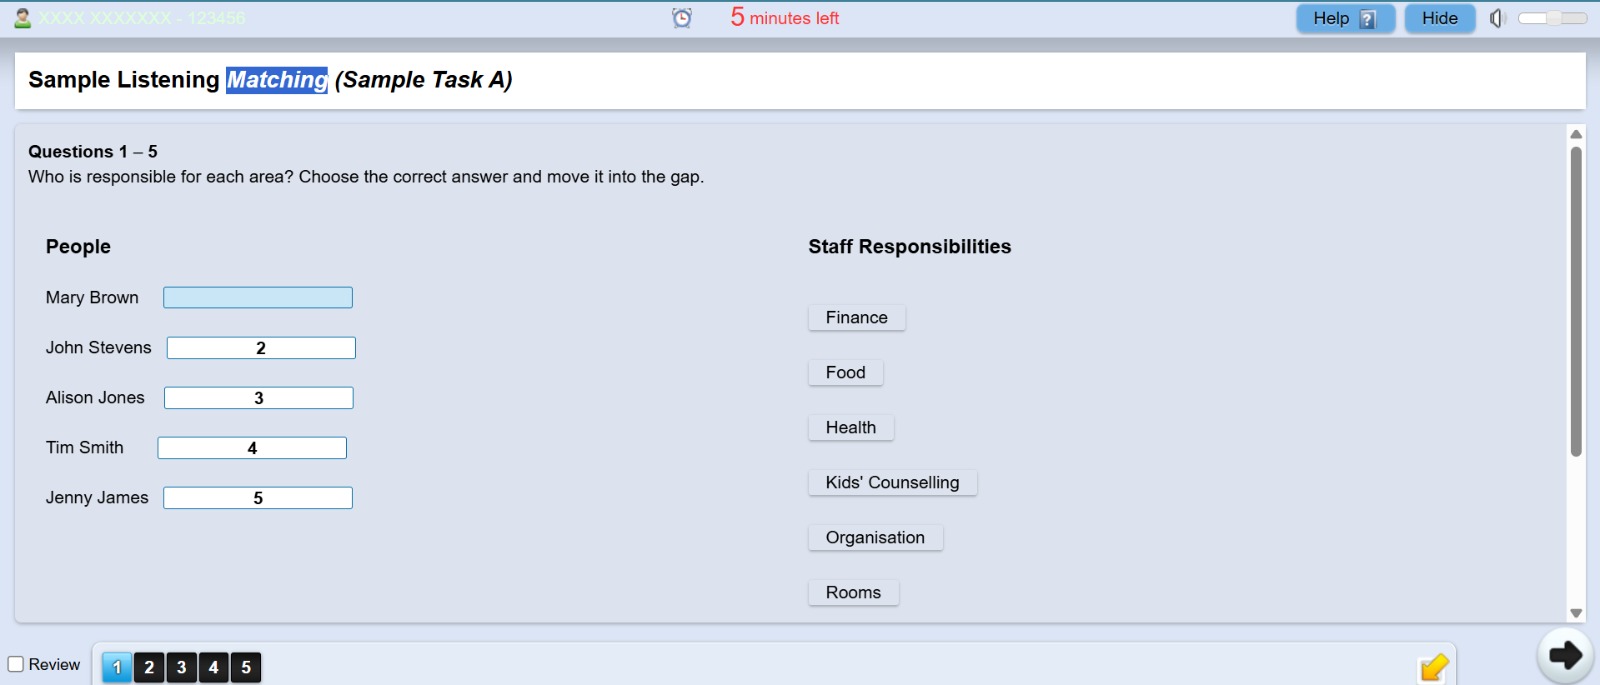 XXXX XXXXXXX - 123456
5 minutes left
Help ?
Hide
Sample Listening Matching (Sample Task A)
Questions 1 – 5
Who is responsible for each area? Choose the correct answer and move it into the gap.
People
Staff Responsibilities
Mary Brown
John Stevens 2
Alison Jones 3
Tim Smith 4
Jenny James 5
Finance
Food
Health
Kids' Counselling
Organisation
Rooms
Review
1 2 3 4 5